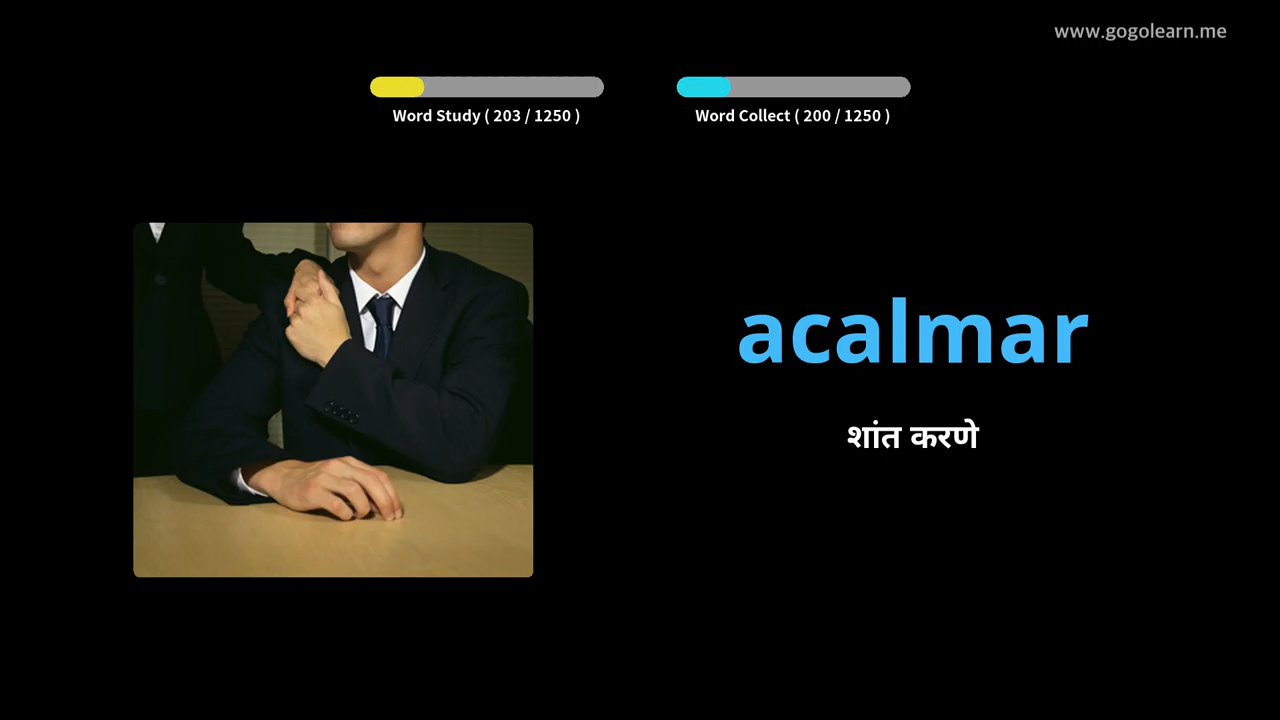 www.gogolearn.me
Word Study ( 203 / 1250 )
Word Collect ( 200 / 1250 )
acalmar
शांत करणे